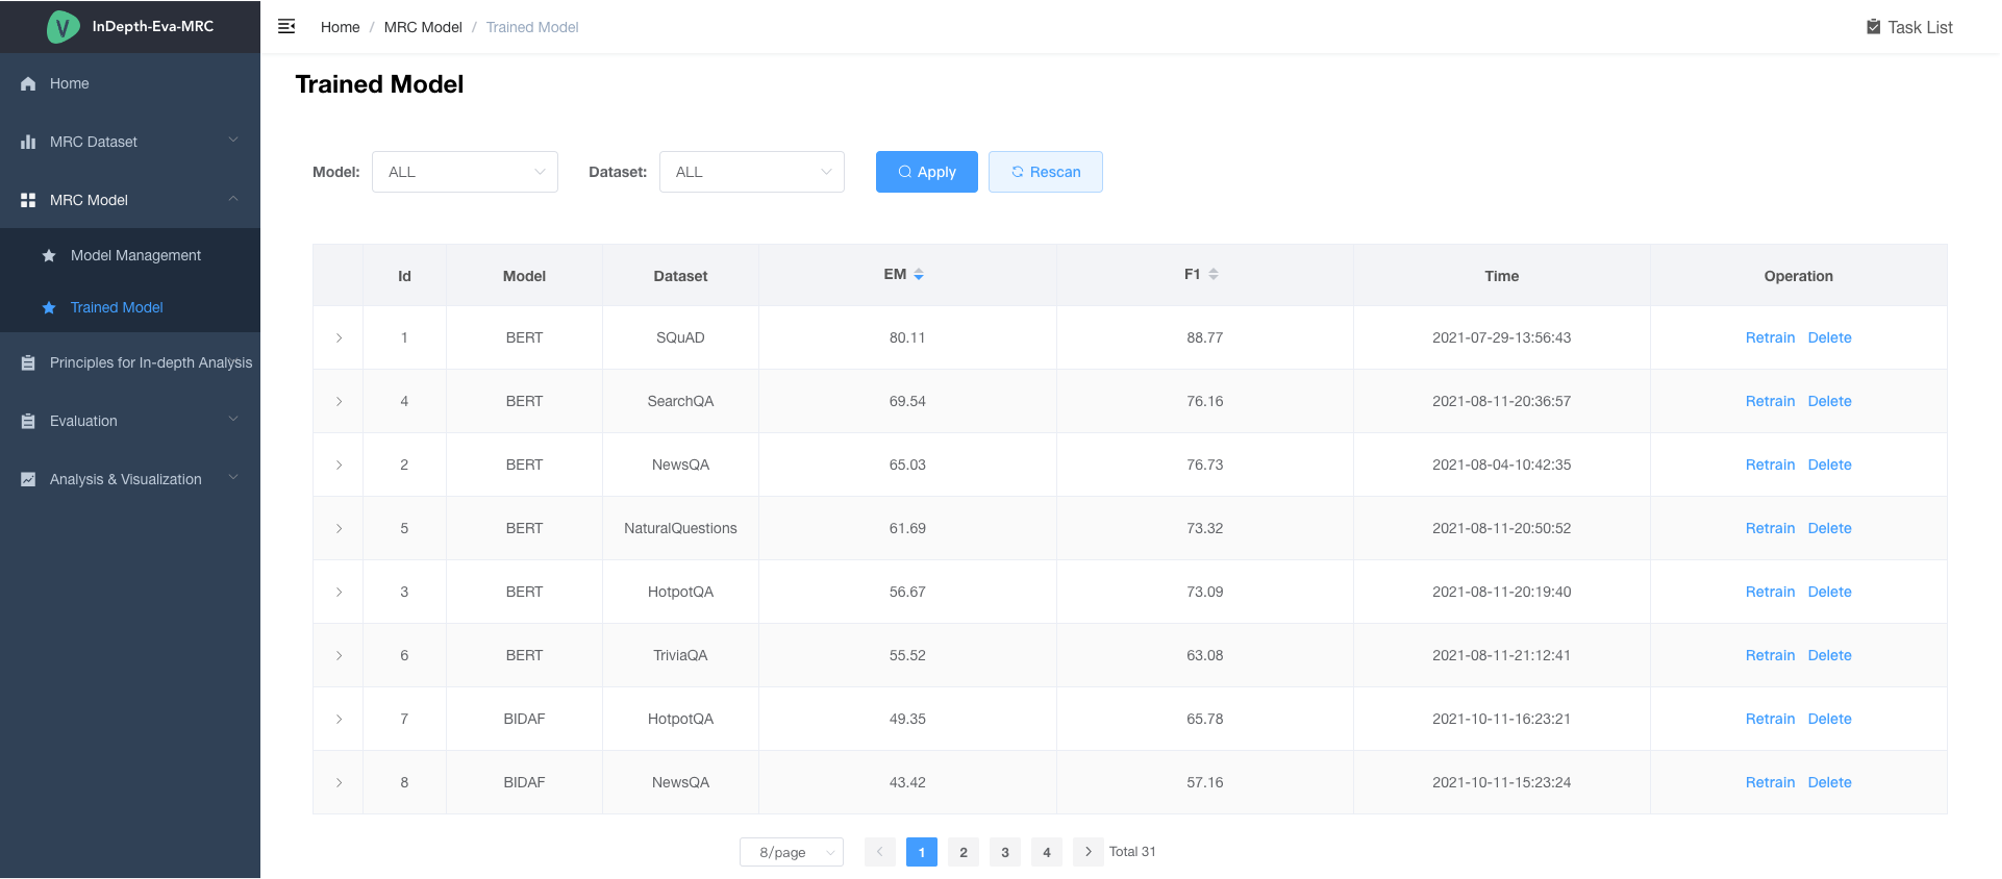 V InDepth-Eva-MRC
Home / MRC Model / Trained Model
Task List
Home
MRC Dataset
MRC Model
Model Management
Trained Model
Principles for In-depth Analysis
Evaluation
Analysis & Visualization
Trained Model
Model: ALL Dataset: ALL Apply Rescan
Id Model Dataset EM F1 Time Operation
1 BERT SQuAD 80.11 88.77 2021-07-29-13:56:43 Retrain Delete
4 BERT SearchQA 69.54 76.16 2021-08-11-20:36:57 Retrain Delete
2 BERT NewsQA 65.03 76.73 2021-08-04-10:42:35 Retrain Delete
5 BERT NaturalQuestions 61.69 73.32 2021-08-11-20:50:52 Retrain Delete
3 BERT HotpotQA 56.67 73.09 2021-08-11-20:19:40 Retrain Delete
6 BERT TriviaQA 55.52 63.08 2021-08-11-21:12:41 Retrain Delete
7 BIDAF HotpotQA 49.35 65.78 2021-10-11-16:23:21 Retrain Delete
8 BIDAF NewsQA 43.42 57.16 2021-10-11-15:23:24 Retrain Delete
8/page 1 2 3 4 Total 31